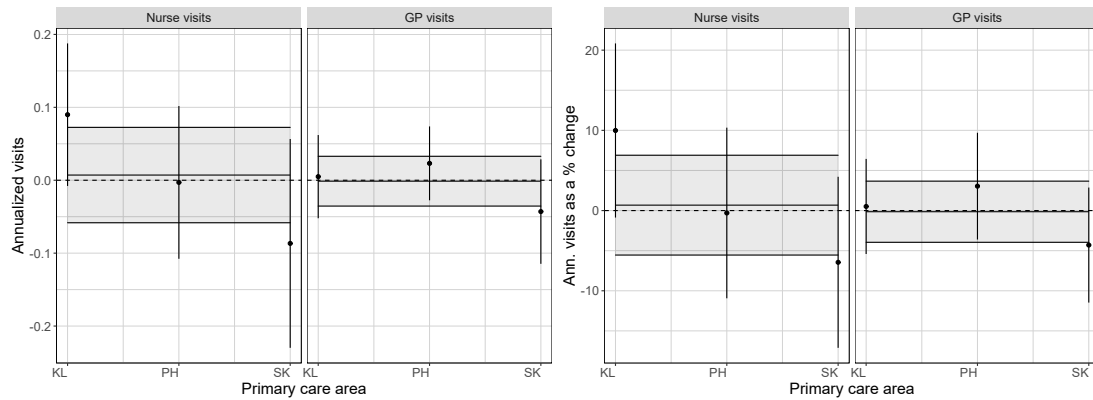 Nurse visits
GP visits
Annualized visits
0.2
0.1
0.0
-0.1
-0.2
KL
PH
SK
KL
PH
SK
Primary care area
Nurse visits
GP visits
Ann. visits as a % change
20
10
0
-10
KL
PH
SK
KL
PH
SK
Primary care area